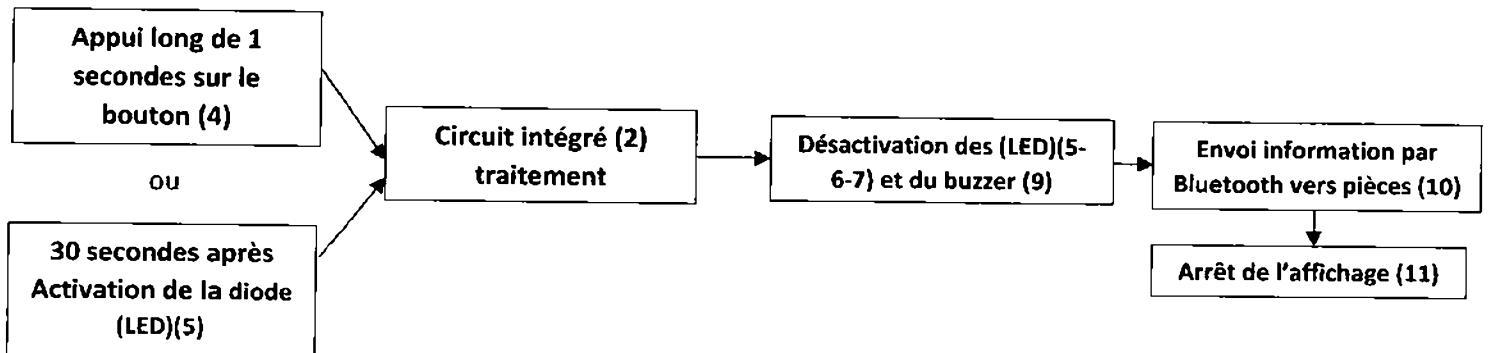 Appui long de 1
secondes sur le
bouton (4)
ou
30 secondes après
Activation de la diode
(LED)(5)
Circuit intégré (2)
traitement
Désactivation des (LED)(5-
6-7) et du buzzer (9)
Envoi information par
Bluetooth vers pièces (10)
Arrêt de l'affichage (11)